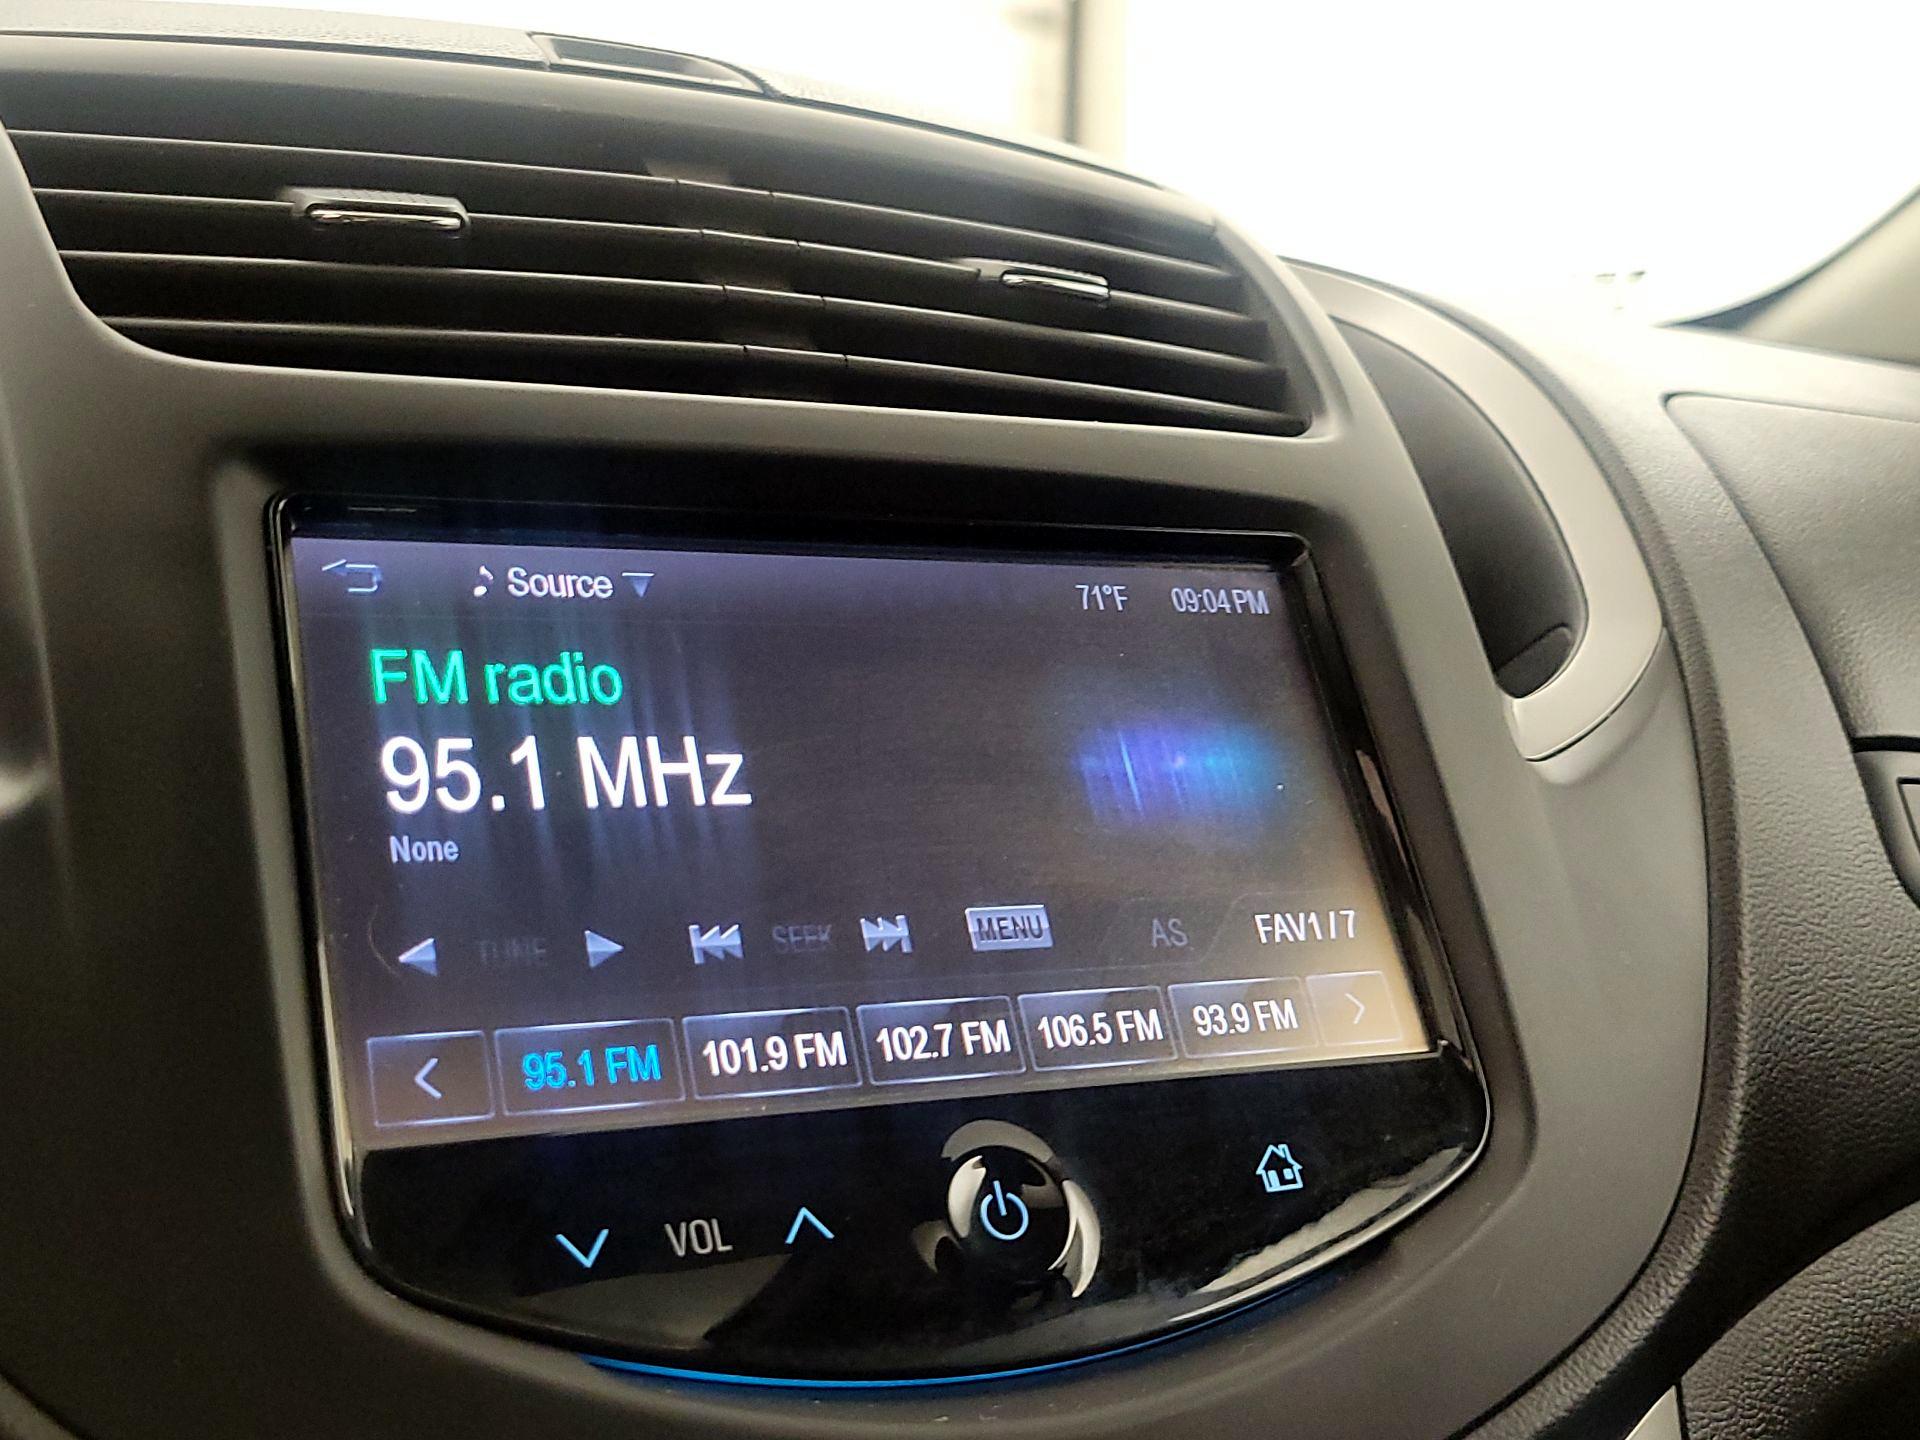 Source
71°F 09:04 PM
FM radio
95.1 MHz
None
TUNE SEEK MENU AS FAV1 / 7
95.1 FM 101.9 FM 102.7 FM 106.5 FM 93.9 FM
VOL